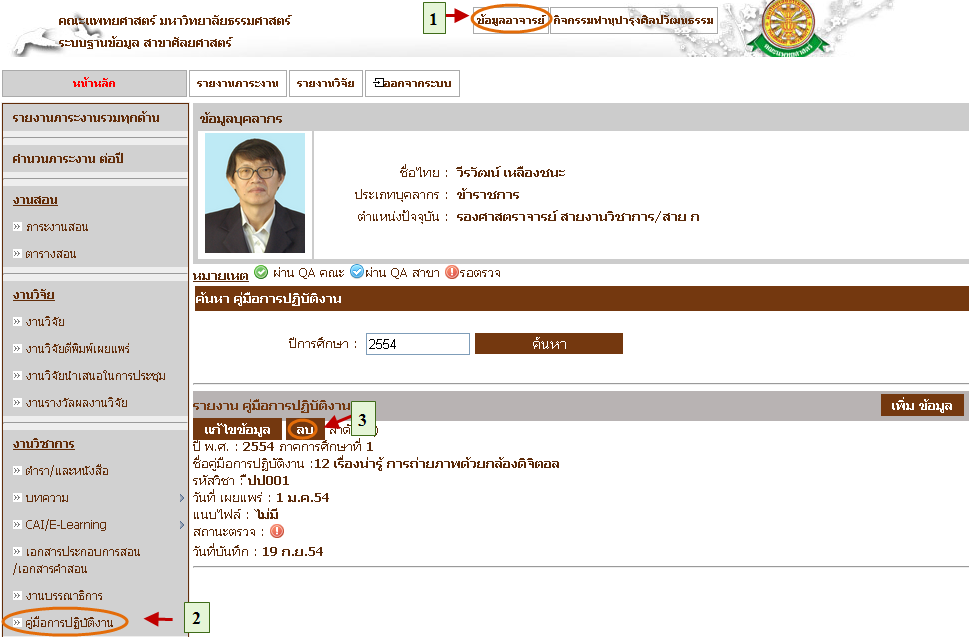 คณะแพทยศาสตร์ มหาวิทยาลัยธรรมศาสตร์
ระบบฐานข้อมูล สาขาศัลยศาสตร์
1
ข้อมูลอาจารย์ กิจกรรมทำนุบำรุงศิลปวัฒนธรรม
หน้าหลัก รายงานภาระงาน รายงานวิจัย ออกจากระบบ
รายงานภาระงานรวมทุกด้าน
คำนวนภาระงาน ต่อปี
งานสอน
» ภาระงานสอน
» ตารางสอน
งานวิจัย
» งานวิจัย
» งานวิจัยตีพิมพ์เผยแพร่
» งานวิจัยนำเสนอในการประชุม
» งานรางวัลผลงานวิจัย
งานวิชาการ
» ตำรา/และหนังสือ
» บทความ
» CAI/E-Learning
» เอกสารประกอบการสอน
/เอกสารคำสอน
» งานบรรณาธิการ
» คู่มือการปฏิบัติงาน
2
ข้อมูลบุคลากร
ชื่อไทย : วีรวัฒน์ เหลืองชนะ
ประเภทบุคลากร : ข้าราชการ
ตำแหน่งปัจจุบัน : รองศาสตราจารย์ สายงานวิชาการ/สาย ก
หมายเหตุ ผ่าน QA คณะ ผ่าน QA สาขา รอตรวจ
ค้นหา คู่มือการปฏิบัติงาน
ปีการศึกษา : 2554 ค้นหา
รายงาน คู่มือการปฏิบัติงาน
เพิ่ม ข้อมูล
แก้ไขข้อมูล ลบ
3
ปี พ.ศ. : 2554 ภาคการศึกษาที่ 1
ชื่อคู่มือการปฏิบัติงาน :12 เรื่องน่ารู้ การถ่ายภาพด้วยกล้องดิจิตอล
รหัสวิชา : ปป001
วันที่ เผยแพร่ : 1 ม.ค.54
แนบไฟล์ : ไม่มี
สถานะตรวจ :
วันที่บันทึก : 19 ก.ย.54